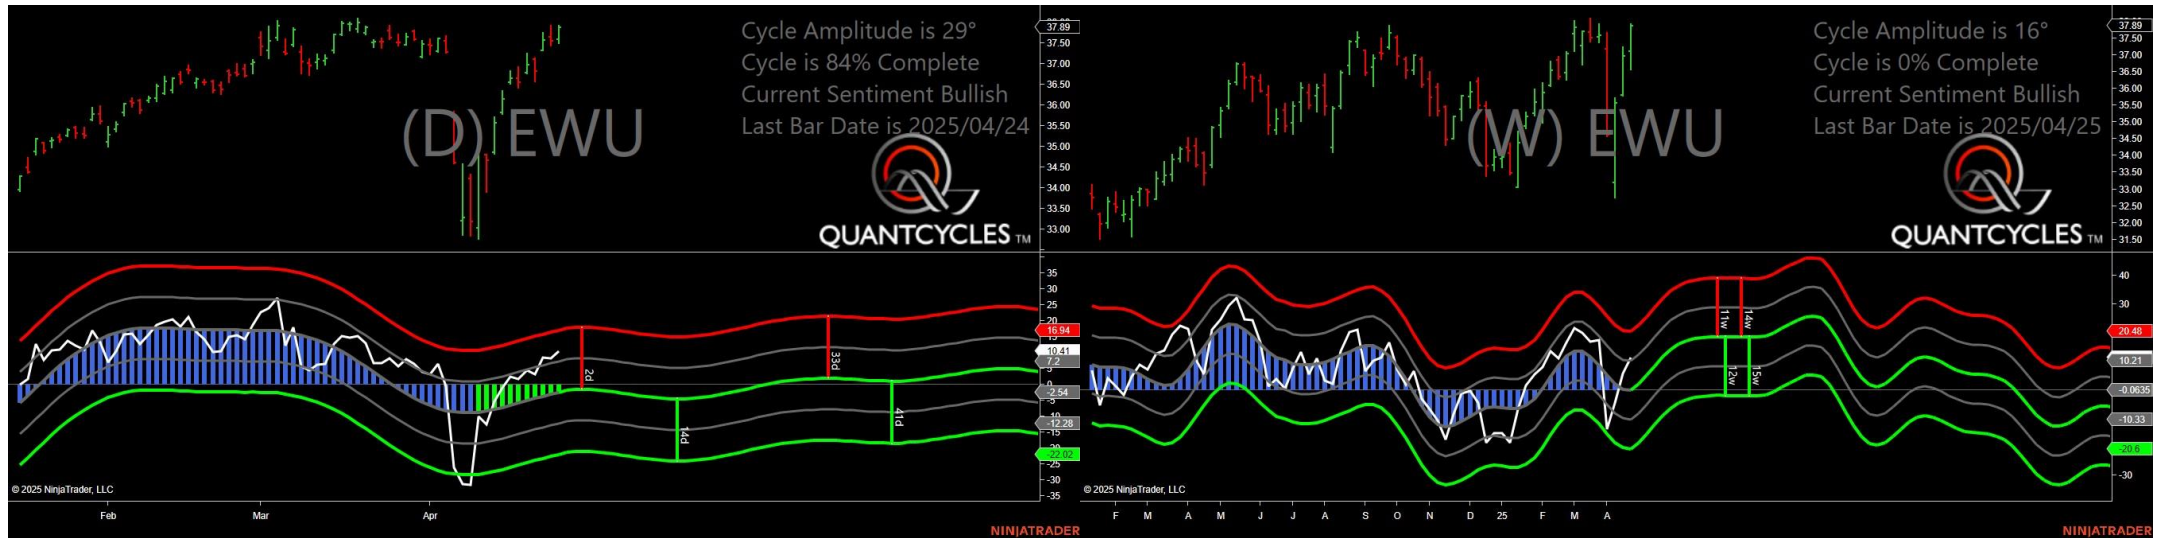 Cycle Amplitude is 29°
Cycle is 84% Complete
Current Sentiment Bullish
Last Bar Date is 2025/04/24
(D) EWU
QUANTCYCLES TM
37.89
37.50
37.00
36.50
36.00
35.50
35.00
34.50
34.00
33.50
33.00
35
30
25
20
16.94
10.41
7.2
0
-2.54
-5
-10
-12.28
-15
-22.02
-25
-30
-35
2d
14d
33d
41d
© 2025 NinjaTrader, LLC
Feb Mar Apr
NINJATRADER
Cycle Amplitude is 16°
Cycle is 0% Complete
Current Sentiment Bullish
Last Bar Date is 2025/04/25
(W) EWU
QUANTCYCLES TM
37.89
37.50
37.00
36.50
36.00
35.50
35.00
34.50
34.00
33.50
33.00
32.50
32.00
31.50
40
30
20.48
10.21
-0.0635
-10.33
-20.6
-30
11w
14w
12w
15w
© 2025 NinjaTrader, LLC
F M A M J J A S O N D 25 F M A
NINJATRADER